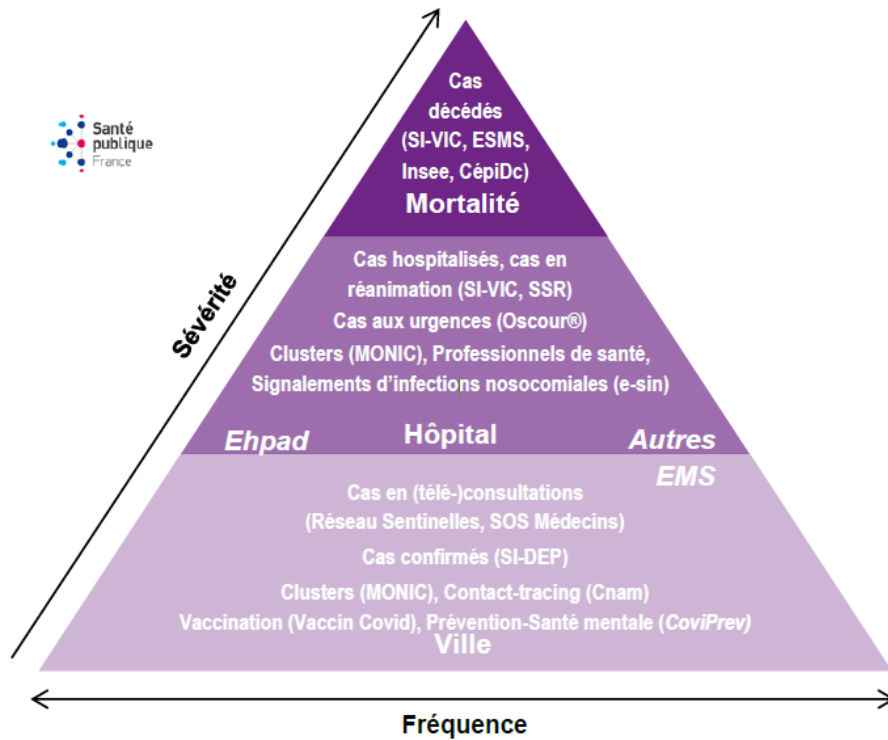 Santé
publique
France
Sévérité
Cas
décédés
(SI-VIC, ESMS,
Insee, CépiDc)
Mortalité
Cas hospitalisés, cas en
réanimation (SI-VIC, SSR)
Cas aux urgences (Oscour®)
Clusters (MONIC), Professionnels de santé,
Signalements d'infections nosocomiales (e-sin)
Ehpad
Hôpital
Autres
EMS
Cas en (télé-)consultations
(Réseau Sentinelles, SOS Médecins)
Cas confirmés (SI-DEP)
Clusters (MONIC), Contact-tracing (Cnam)
Vaccination (Vaccin Covid), Prévention-Santé mentale (CoviPrev)
Ville
Fréquence